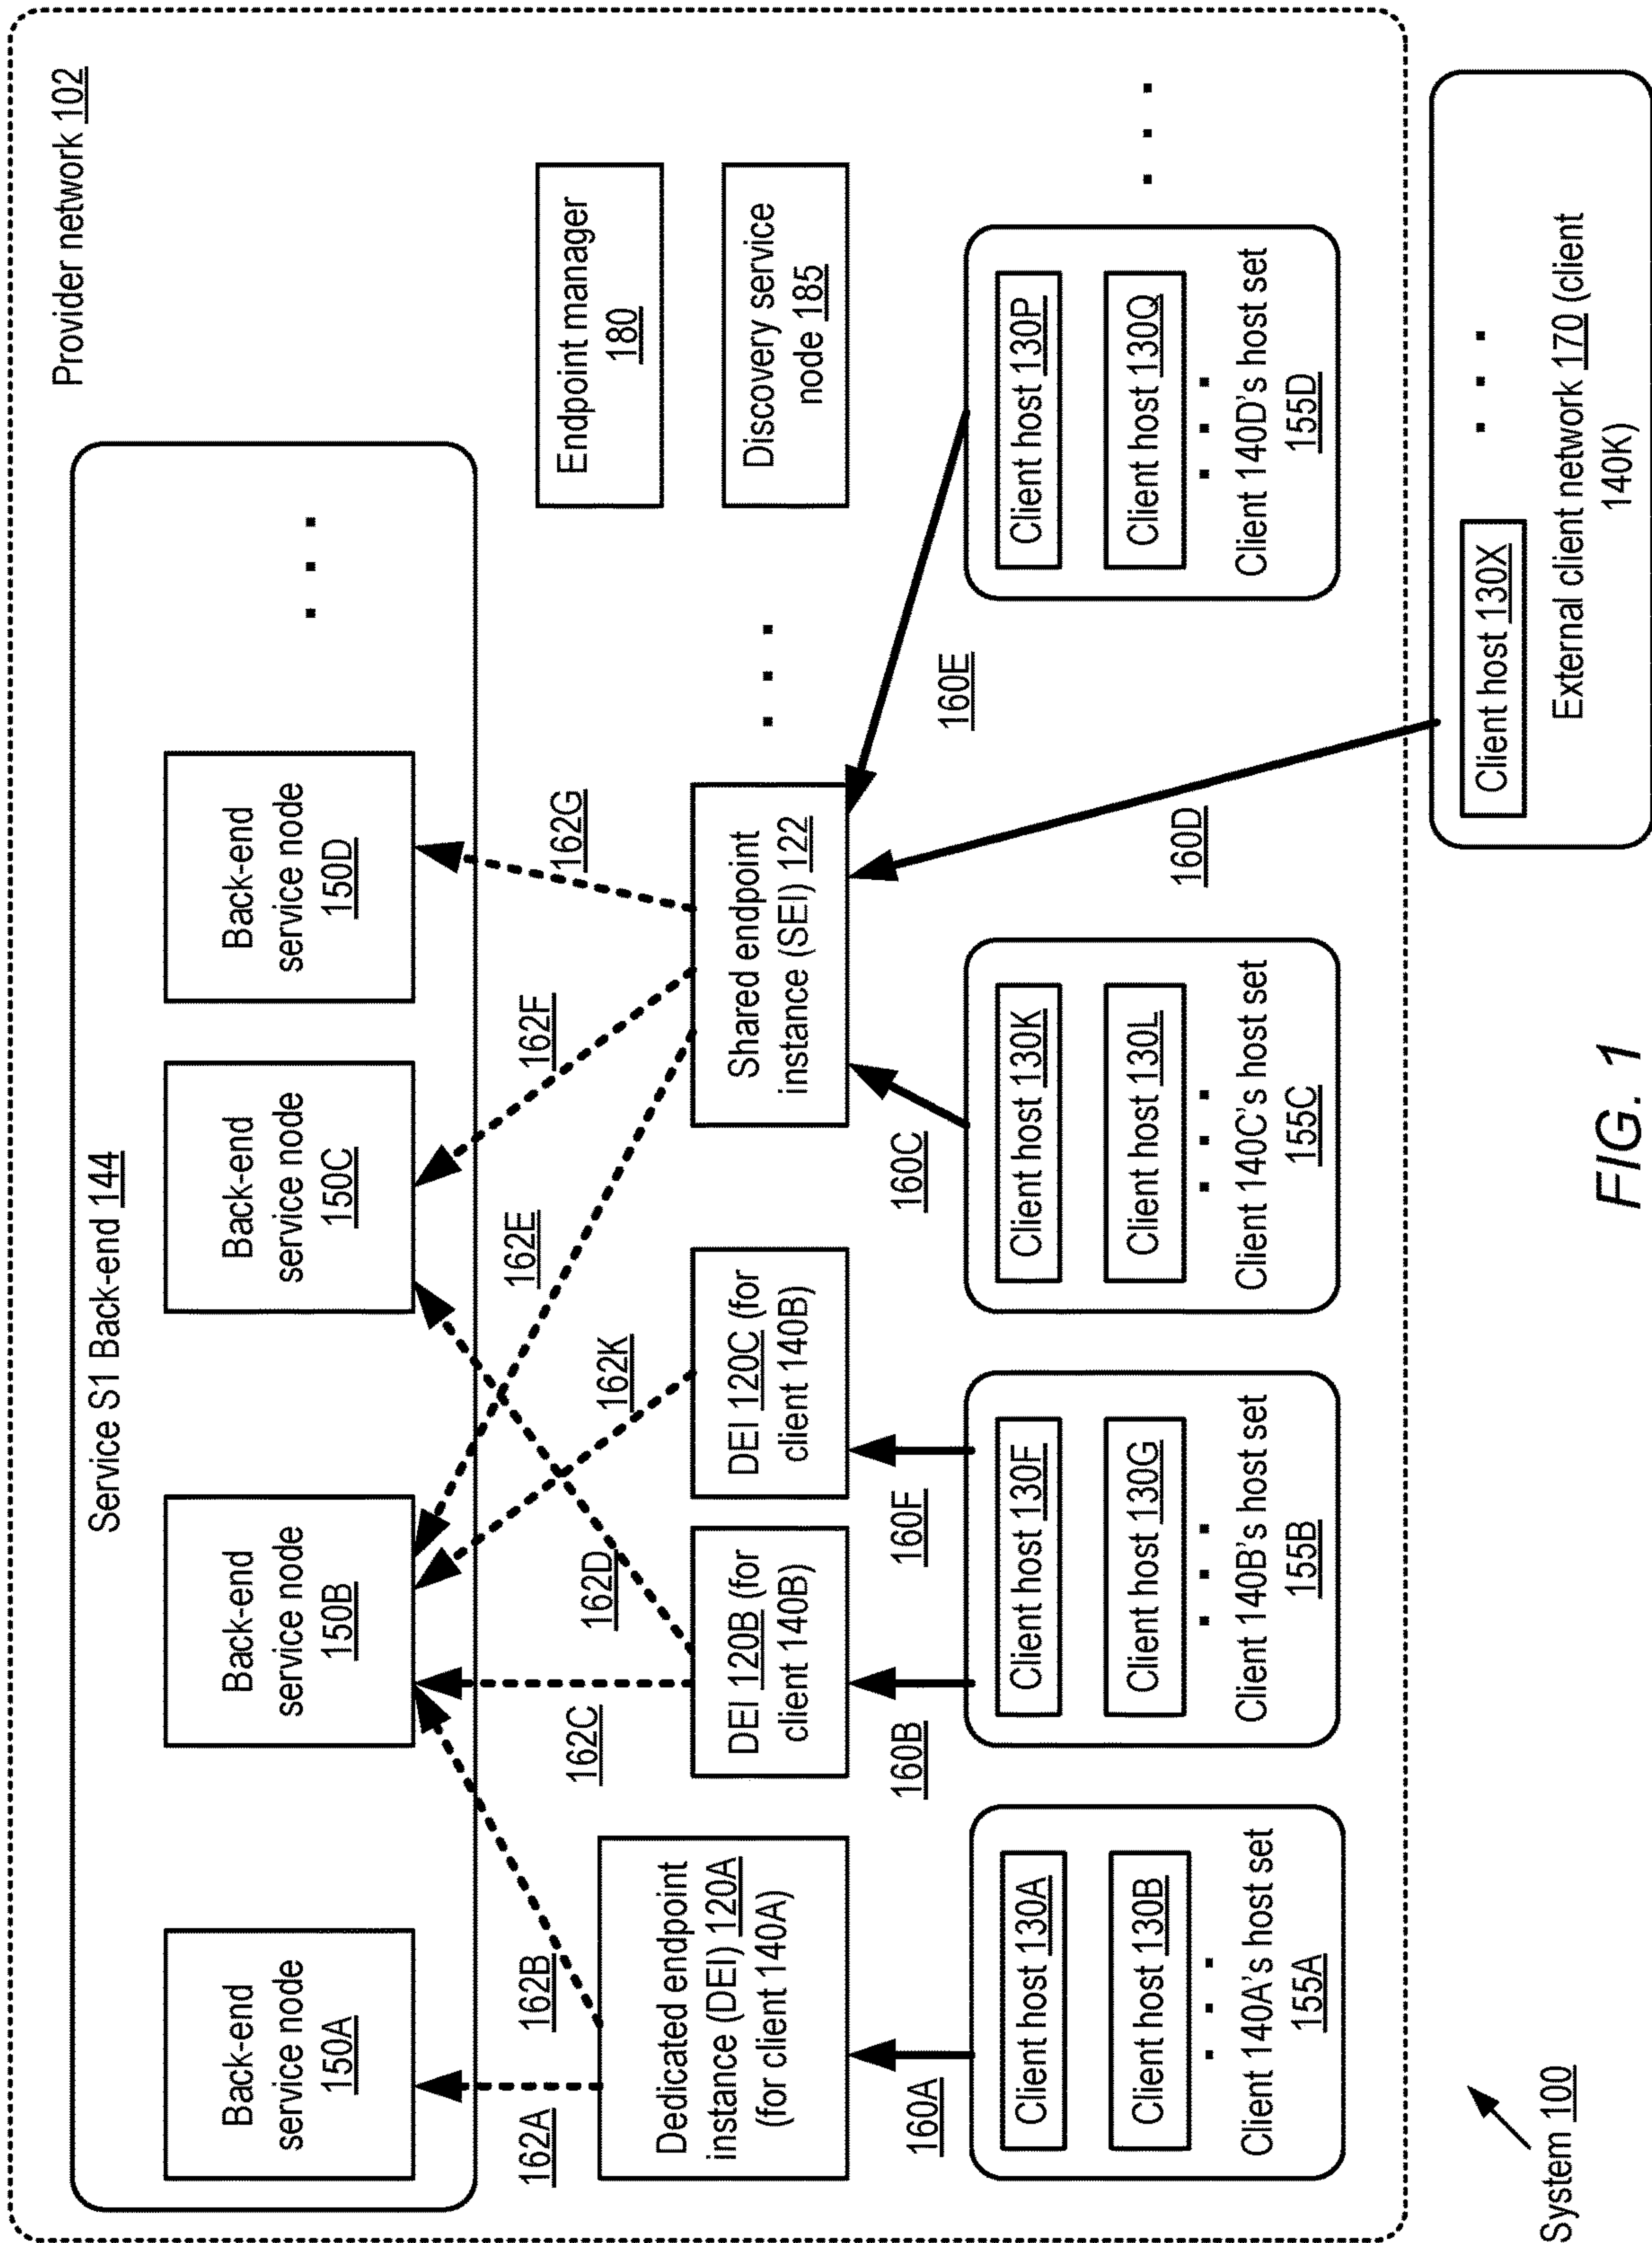 Provider network 102
Service S1 Back-end 144
Back-end
service node
150A
Back-end
service node
150B
Back-end
service node
150C
Back-end
service node
150D
162A
162B
162C
162D
162K
162E
162F
162G
Dedicated endpoint
instance (DEI) 120A
(for client 140A)
DEI 120B (for
client 140B)
DEI 120C (for
client 140B)
Shared endpoint
instance (SEI) 122
Endpoint manager
180
Discovery service
node 185
160A
160B
160F
160C
160D
160E
Client host 130A
Client host 130B
Client 140A's host set
155A
Client host 130F
Client host 130G
Client 140B's host set
155B
Client host 130K
Client host 130L
Client 140C's host set
155C
Client host 130P
Client host 130Q
Client 140D's host set
155D
Client host 130X
External client network 170 (client
140K)
System 100
FIG. 1